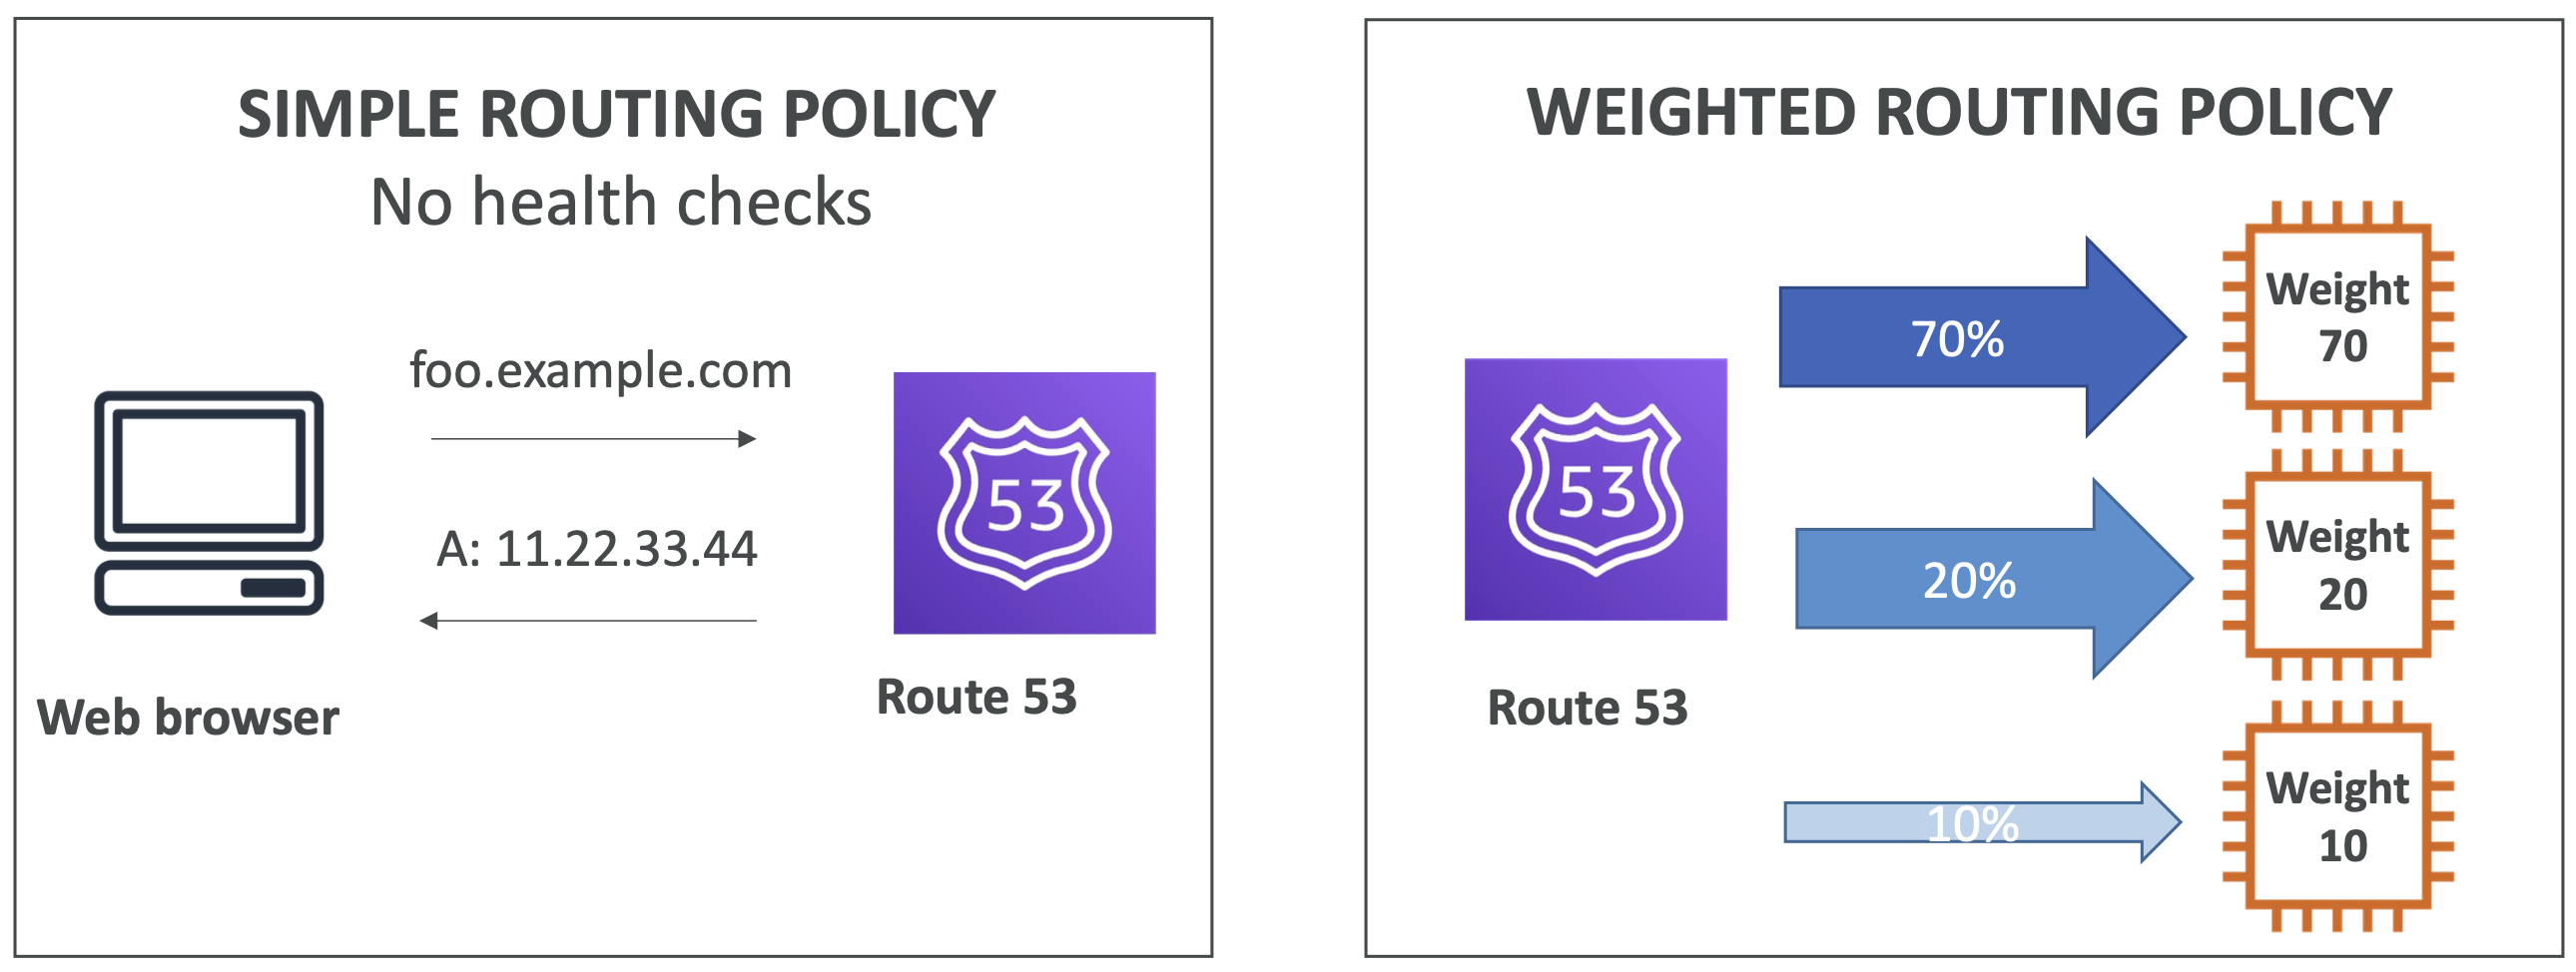 SIMPLE ROUTING POLICY
No health checks
foo.example.com
A: 11.22.33.44
53
Web browser
Route 53
WEIGHTED ROUTING POLICY
53
Route 53
70%
Weight
70
20%
Weight
20
10%
Weight
10